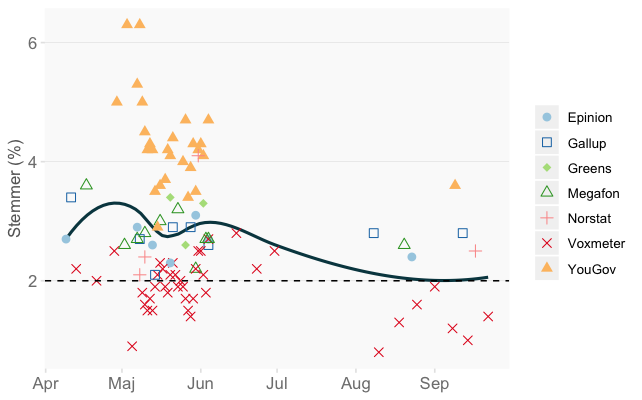 6
4
2
Stemmer (%)
Apr Maj Jun Jul Aug Sep
Epinion
Gallup
Greens
Megafon
Norstat
Voxmeter
YouGov